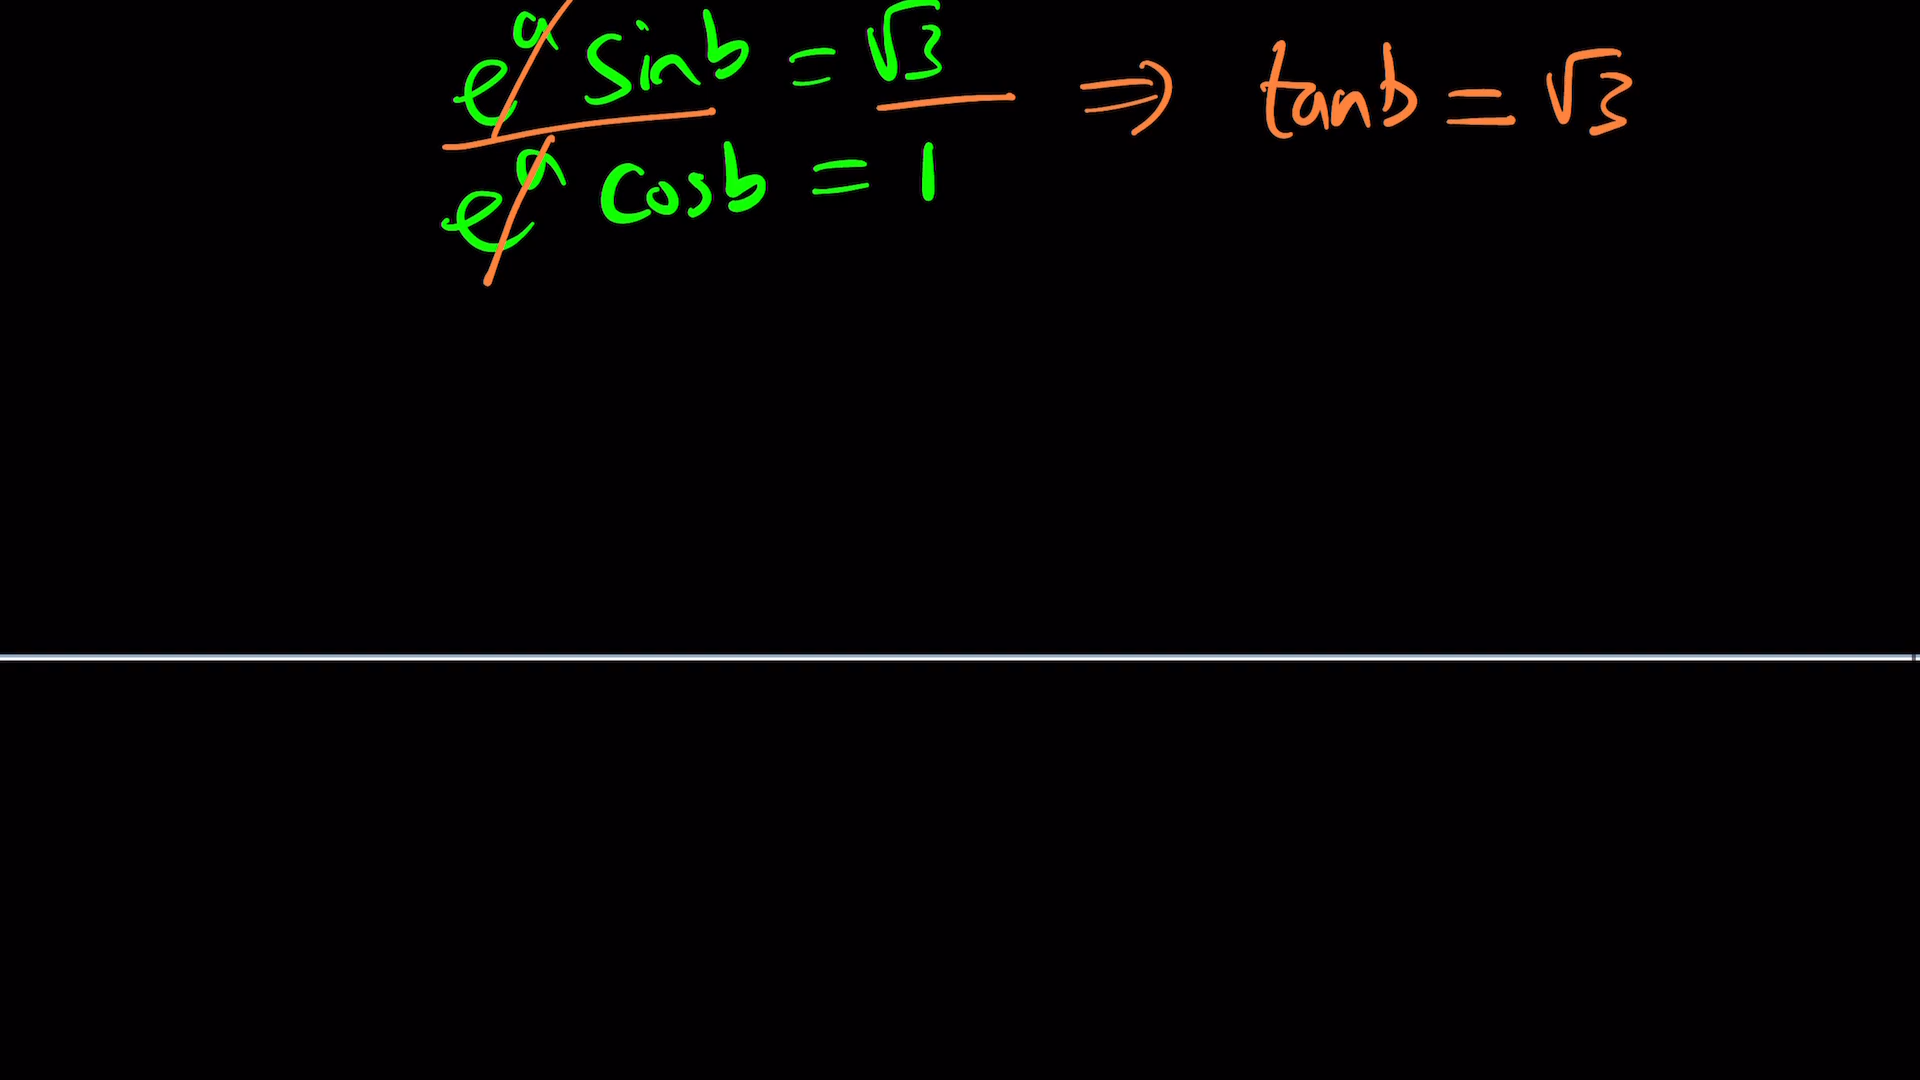 e^a sin b = √3 ⇒ tan b = √3
e^a cos b = 1